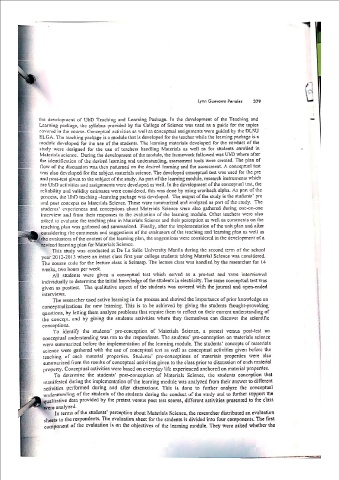 Lynn Guevara Perales 209
the development of UbD Teaching and Learning Package. In the development of the Teaching and
Learning package, the syllabus provided by the College of Science was used as a guide for the topics
covered in the course. Conceptual activities as well as conceptual assignments were guided by the DLSU
ELGA. The teaching package is a module that is developed for the teacher while the learning package is a
module developed for the use of the students. The learning materials developed for the conduct of the
study were designed for the use of teachers handling Materials as well as for the students enrolled in
Materials science. During the development of the module, the framework followed was UbD where after
the identification of the desired learning and understanding, assessment tools were created. The plan of
flow of the discussion was then patterned on the desired learning and the assessment. A conceptual test
was also developed for the subject materials science. The developed conceptual test was used for the pre
and post-test given to the subject of the study. As part of the learning module, research instruments which
are UbD activities and assignments were developed as well. In the development of the conceptual test, the
reliability and validity outcomes were considered, this was done by using cronbach alpha. As part of the
process, the UbD teaching -learning package was developed. The output of the study is the students' pre
and post concepts on Materials Science. These were summarized and analyzed as part of the study. The
students' experiences and conceptions about Materials Science were also gathered during one-on-one
interview and from their responses to the evaluation of the learning module. Other teachers were also
asked to evaluate the teaching plan in Materials Science and their perception as well as comments on the
teaching plan was gathered and summarized. Finally, after the implementation of the unit plan and after
considering the comments and suggestions of the evaluators of the teaching and learning plan as well as
the evaluators of the content of the learning plan, the suggestions were considered in the development of a
revised learning plan for Materials Science.
This study was conducted at De La Salle University Manila during the second term of the school
year 2012-2013 where an intact class first year college students taking Material Science was considered.
The course code for the lecture class is Scimatp. The lecture class was handled by the researcher for 14
weeks, two hours per week.
All students were given a conceptual test which served as a pre-test and were interviewed
individually to determine the initial knowledge of the students in electricity. The same conceptual test was
given as posttest. The qualitative aspect of the students was covered with the journal and open-ended
interviews.
The researcher used active learning in the process and showed the importance of prior knowledge on
conceptualizations for new learning. This is to be achieved by giving the students thought-provoking
questions, by letting them analyze problems that require them to reflect on their current understanding of
the concept, and by giving the students activities where they themselves can discover the scientific
conceptions.
To identify the students' pre-conception of Materials Science, a pretest versus post-test on
conceptual understanding was run to the respondents. The students' pre-conception on materials science
were summarized before the implementation of the learning module. The students' concepts of materials
science were gathered with the use of conceptual test as well as conceptual activities given before the
teaching of each material properties. Students' pre-conceptions of materials properties were also
summarized from the results of conceptual activities given to the class prior to discussion of each material
property. Conceptual activities were based on everyday life experienced anchored on material properties.
To determine the students' post-conception of Materials Science, the students conception that
manifested during the implementation of the learning module was analyzed from their answer to different
activities performed during and after discussions. This is done to further analyze the conceptual
understanding of the students of the students during the conduct of the study and to further support the
qualitative data provided by the pretest versus post test scores, different activities presented to the class
were analyzed.
In terms of the students' perception about Materials Science, the researcher distributed an evaluation
sheets to the respondents. The evaluation sheet for the students is divided into four components. The first
component of the evaluation is on the objectives of the learning module. They were asked whether the